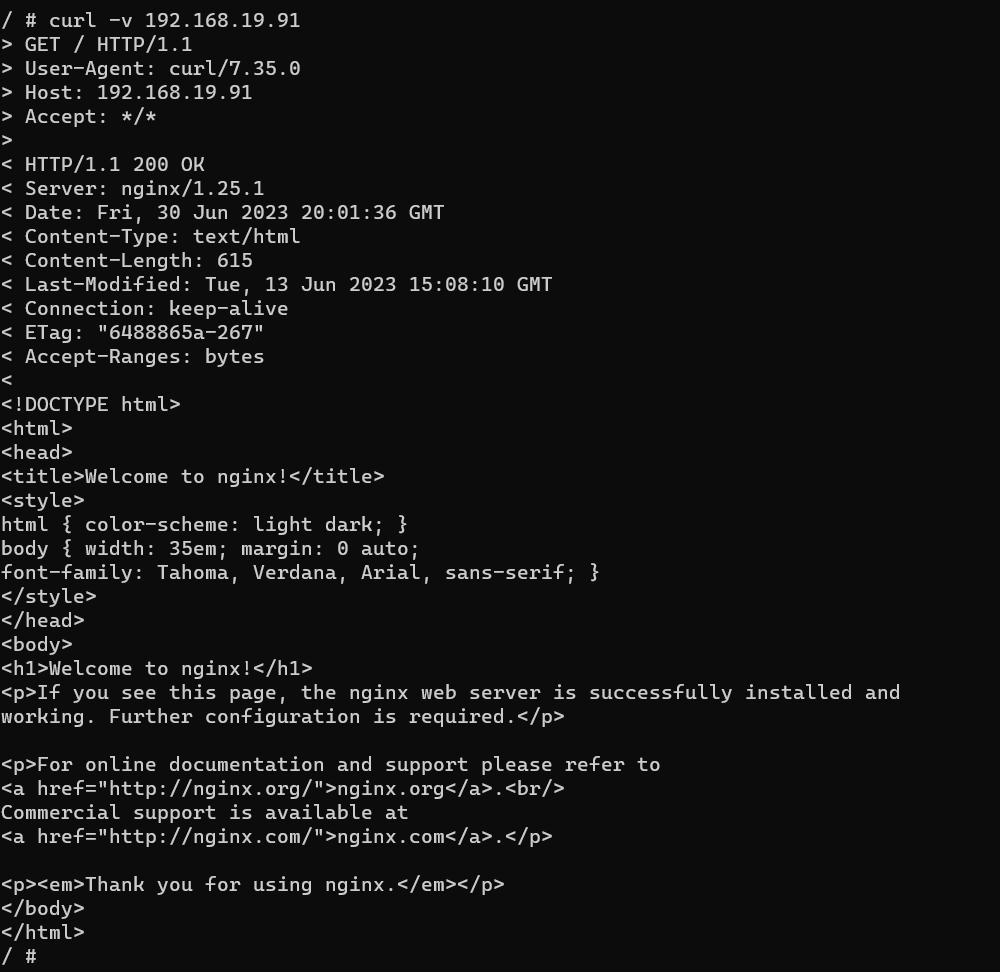 / # curl -v 192.168.19.91
> GET / HTTP/1.1
> User-Agent: curl/7.35.0
> Host: 192.168.19.91
> Accept: */*
>
< HTTP/1.1 200 OK
< Server: nginx/1.25.1
< Date: Fri, 30 Jun 2023 20:01:36 GMT
< Content-Type: text/html
< Content-Length: 615
< Last-Modified: Tue, 13 Jun 2023 15:08:10 GMT
< Connection: keep-alive
< ETag: "6488865a-267"
< Accept-Ranges: bytes
<
<!DOCTYPE html>
<html>
<head>
<title>Welcome to nginx!</title>
<style>
html { color-scheme: light dark; }
body { width: 35em; margin: 0 auto;
font-family: Tahoma, Verdana, Arial, sans-serif; }
</style>
</head>
<body>
<h1>Welcome to nginx!</h1>
<p>If you see this page, the nginx web server is successfully installed and
working. Further configuration is required.</p>

<p>For online documentation and support please refer to
<a href="http://nginx.org/">nginx.org</a>.<br/>
Commercial support is available at
<a href="http://nginx.com/">nginx.com</a>.</p>

<p><em>Thank you for using nginx.</em></p>
</body>
</html>
/ #